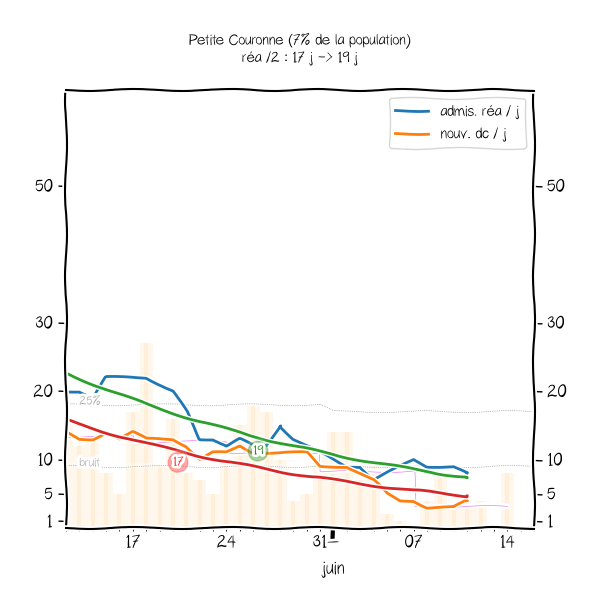 Petite Couronne (7% de la population)
réa /2 : 17 j -> 19 j
admis. réa / j
nouv. dc / j
50 50
30 30
20 20
25%
19
17
bruit
10 10
5 5
1 1
17 24 31 07 14
juin